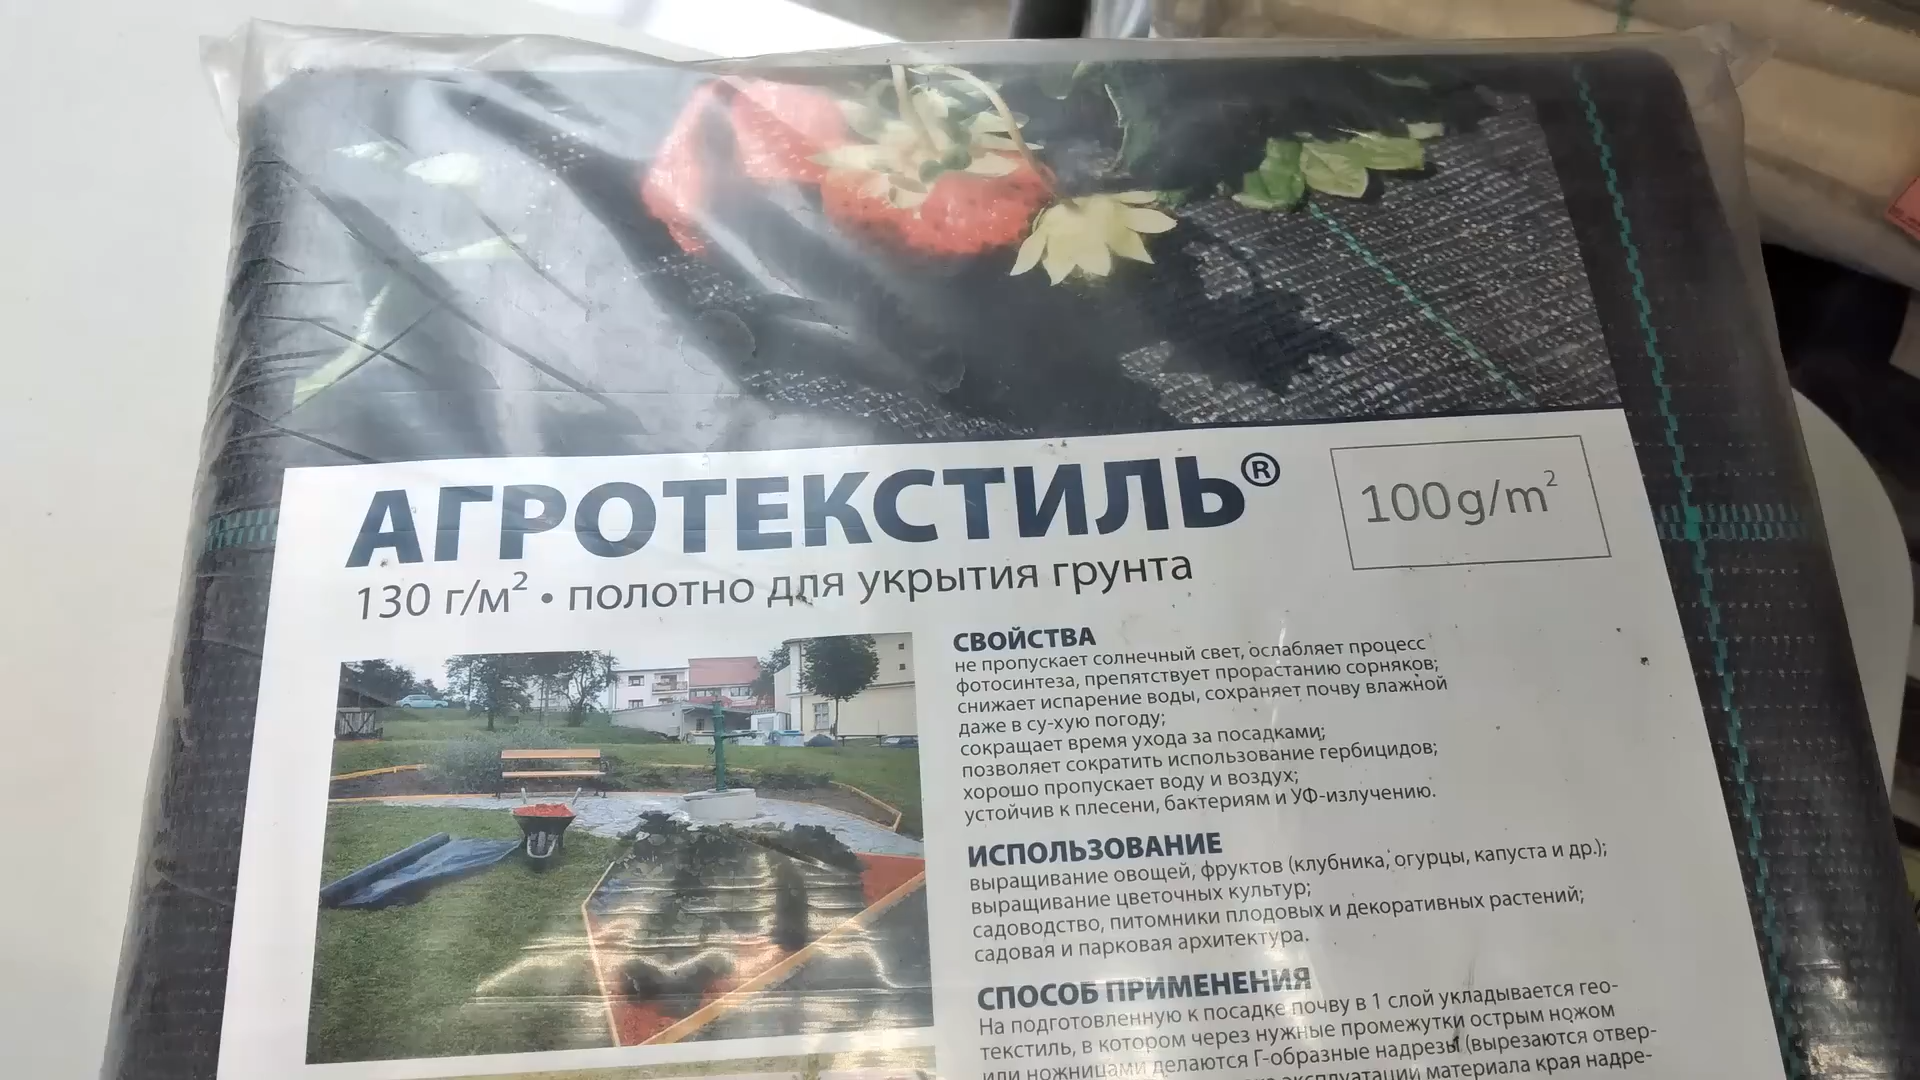 АГРОТЕКСТИЛЬ®
100g/m²
130 г/м² • полотно для укрытия грунта
СВОЙСТВА
не пропускает солнечный свет, ослабляет процесс
фотосинтеза, препятствует прорастанию сорняков;
снижает испарение воды, сохраняет почву влажной
даже в су-хую погоду;
сокращает время ухода за посадками;
позволяет сократить использование гербицидов;
хорошо пропускает воду и воздух;
устойчив к плесени, бактериям и УФ-излучению.
ИСПОЛЬЗОВАНИЕ
выращивание овощей, фруктов (клубника, огурцы, капуста и др.);
выращивание цветочных культур;
садоводство, питомники плодовых и декоративных растений;
садовая и парковая архитектура.
СПОСОБ ПРИМЕНЕНИЯ
На подготовленную к посадке почву в 1 слой укладывается гео-
текстиль, в котором через нужные промежутки острым ножом
или ножницами делаются Г-образные надрезы (вырезаются отвер-
эксплуатации материала края надре-